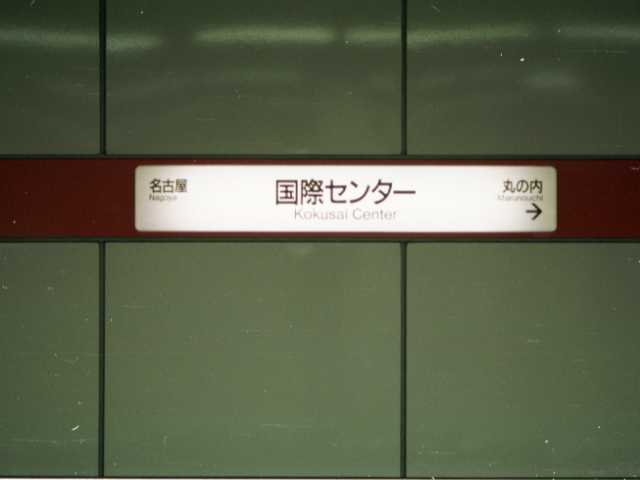 名古屋
Nagoya
国際センター
Kokusai Center
丸の内
Marunouchi
→